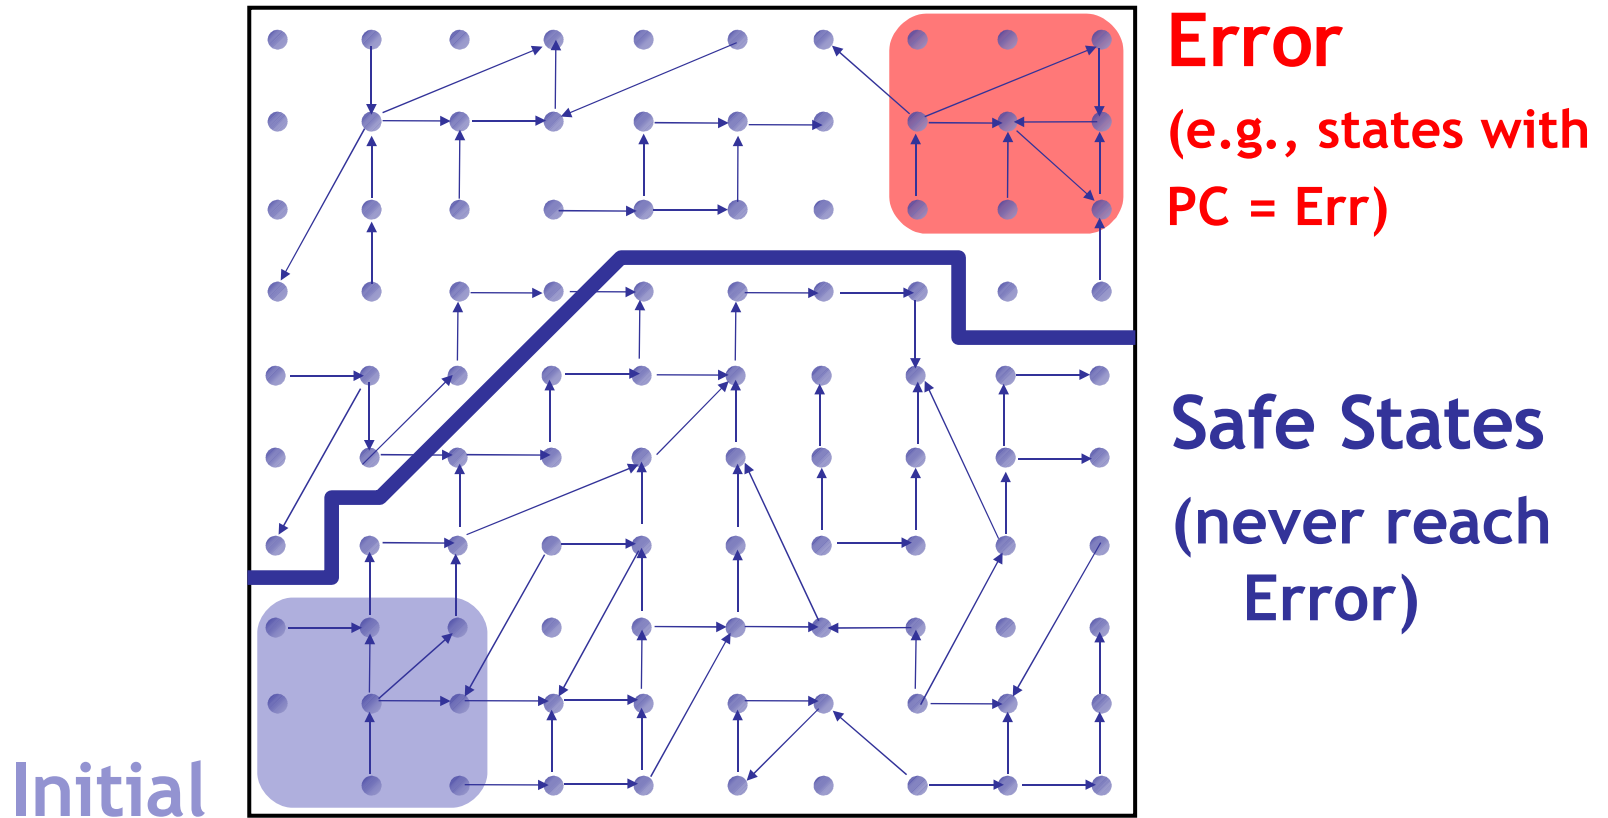 Error
(e.g., states with
PC = Err)
Safe States
(never reach
Error)
Initial